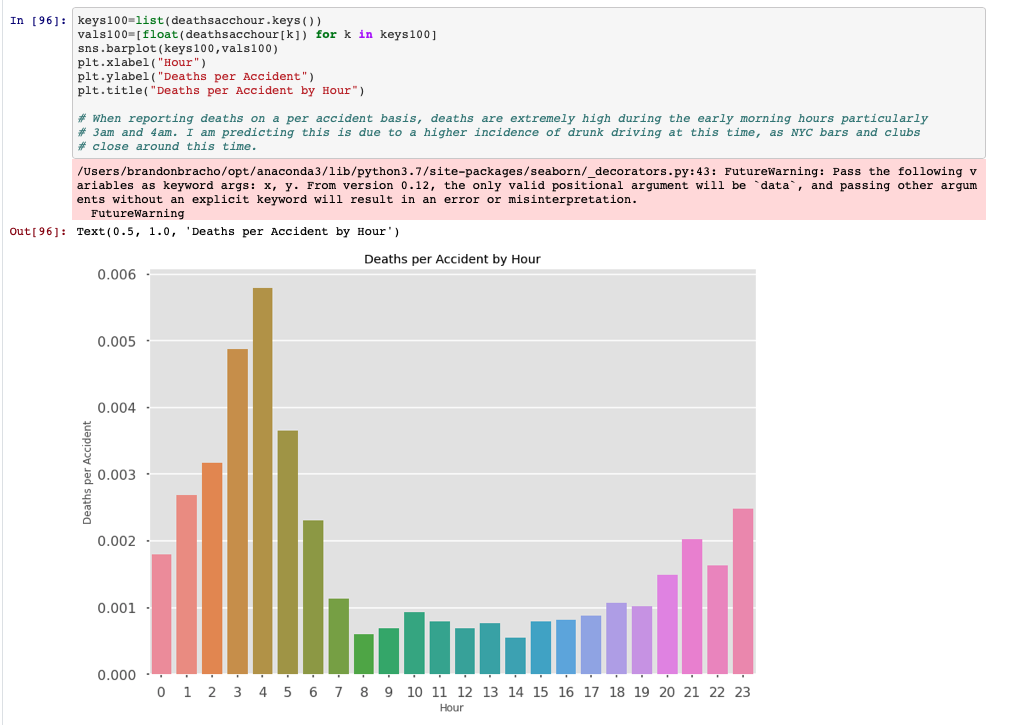 In [96]: keys100=list(deathsacchour.keys())
vals100=[float(deathsacchour[k]) for k in keys100]
sns.barplot(keys100,vals100)
plt.xlabel("Hour")
plt.ylabel("Deaths per Accident")
plt.title("Deaths per Accident by Hour")
# When reporting deaths on a per accident basis, deaths are extremely high during the early morning hours particularly
# 3am and 4am. I am predicting this is due to a higher incidence of drunk driving at this time, as NYC bars and clubs
# close around this time.
/Users/brandonbracho/opt/anaconda3/lib/python3.7/site-packages/seaborn/_decorators.py:43: FutureWarning: Pass the following v
ariables as keyword args: x, y. From version 0.12, the only valid positional argument will be `data`, and passing other argum
ents without an explicit keyword will result in an error or misinterpretation.
  FutureWarning
Out[96]: Text(0.5, 1.0, 'Deaths per Accident by Hour')
Deaths per Accident by Hour
0.006
0.005
0.004
0.003
0.002
0.001
0.000
Deaths per Accident
0 1 2 3 4 5 6 7 8 9 10 11 12 13 14 15 16 17 18 19 20 21 22 23
Hour